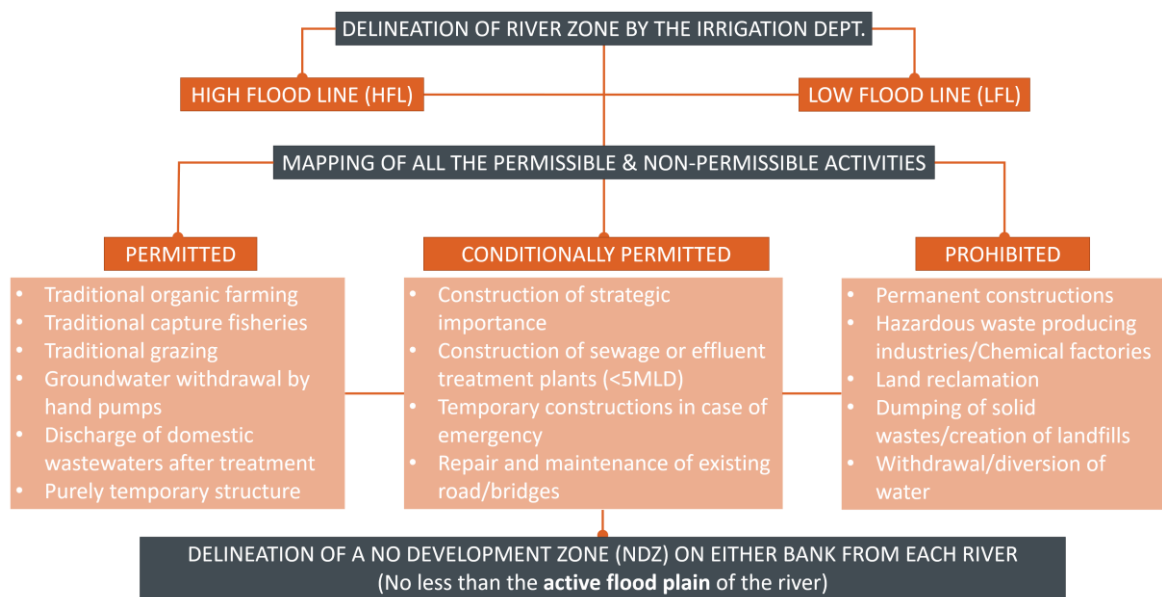 DELINEATION OF RIVER ZONE BY THE IRRIGATION DEPT.
HIGH FLOOD LINE (HFL)
LOW FLOOD LINE (LFL)
MAPPING OF ALL THE PERMISSIBLE & NON-PERMISSIBLE ACTIVITIES
PERMITTED
• Traditional organic farming
• Traditional capture fisheries
• Traditional grazing
• Groundwater withdrawal by
hand pumps
• Discharge of domestic
wastewaters after treatment
• Purely temporary structure
CONDITIONALLY PERMITTED
• Construction of strategic
importance
• Construction of sewage or effluent
treatment plants (<5MLD)
• Temporary constructions in case of
emergency
• Repair and maintenance of existing
road/bridges
PROHIBITED
• Permanent constructions
• Hazardous waste producing
industries/Chemical factories
• Land reclamation
• Dumping of solid
wastes/creation of landfills
• Withdrawal/diversion of
water
DELINEATION OF A NO DEVELOPMENT ZONE (NDZ) ON EITHER BANK FROM EACH RIVER
(No less than the active flood plain of the river)